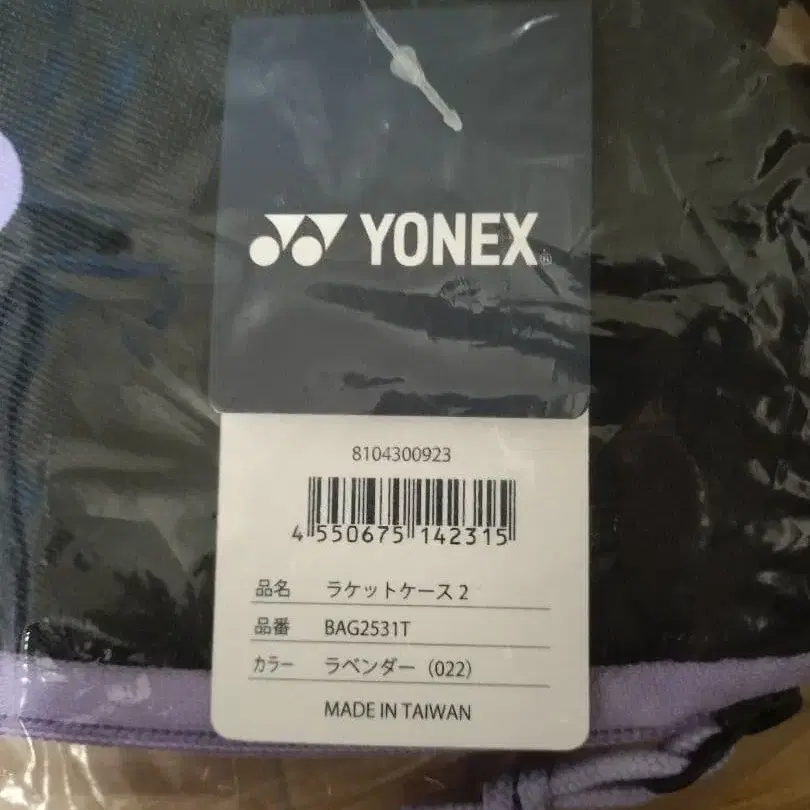 YONEX®
8104300923
4 550675 142315
品名 ラケットケース2
品番 BAG2531T
カラー ラベンダー（022）
MADE IN TAIWAN